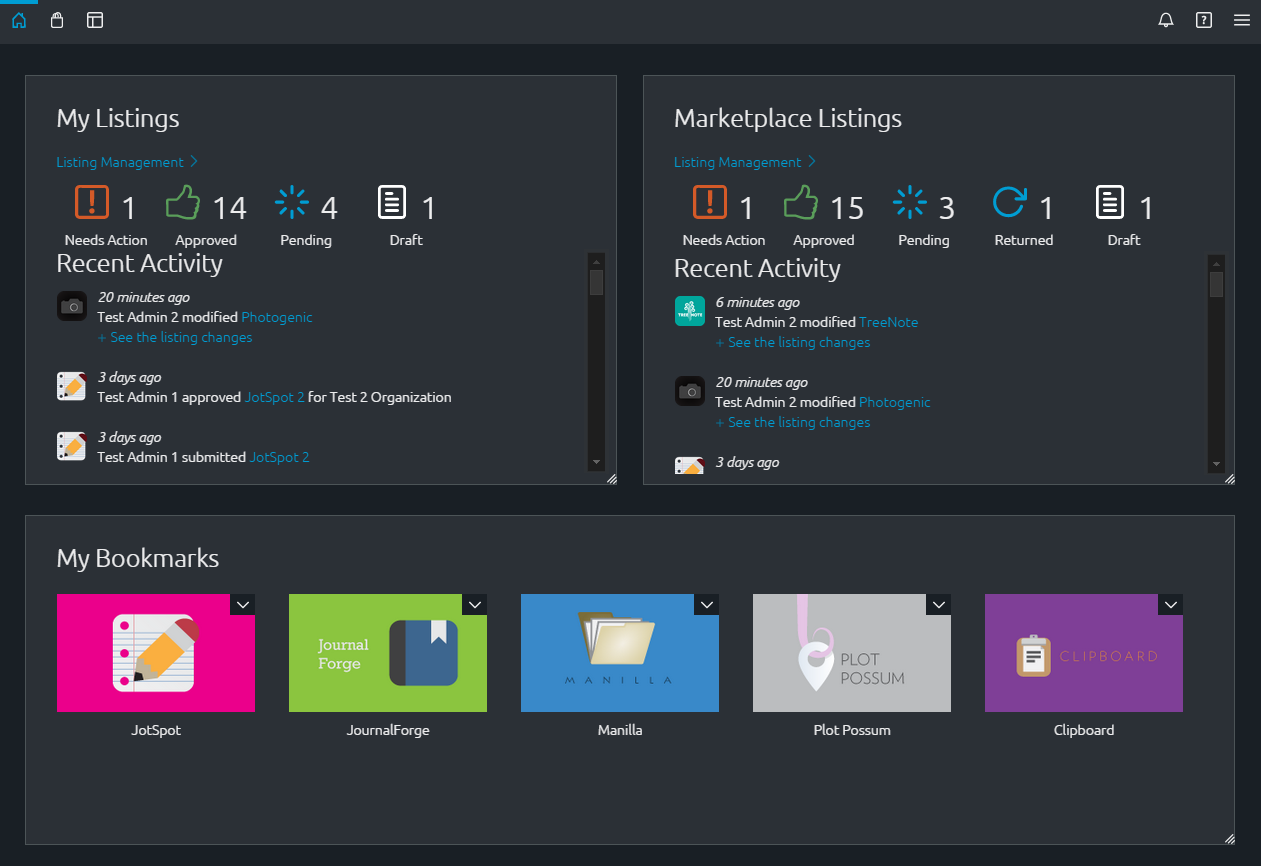 My Listings
Listing Management
1
14
4
1
Needs Action
Approved
Pending
Draft
Recent Activity
20 minutes ago
Test Admin 2 modified Photogenic
+ See the listing changes
3 days ago
Test Admin 1 approved JotSpot 2 for Test 2 Organization
3 days ago
Test Admin 1 submitted JotSpot 2
Marketplace Listings
Listing Management
1
15
3
1
1
Needs Action
Approved
Pending
Returned
Draft
Recent Activity
TREENOTE
6 minutes ago
Test Admin 2 modified TreeNote
+ See the listing changes
20 minutes ago
Test Admin 2 modified Photogenic
+ See the listing changes
3 days ago
My Bookmarks
JotSpot
Journal
Forge
JournalForge
MANILLA
Manilla
PLOT
POSSUM
Plot Possum
CLIPBOARD
Clipboard